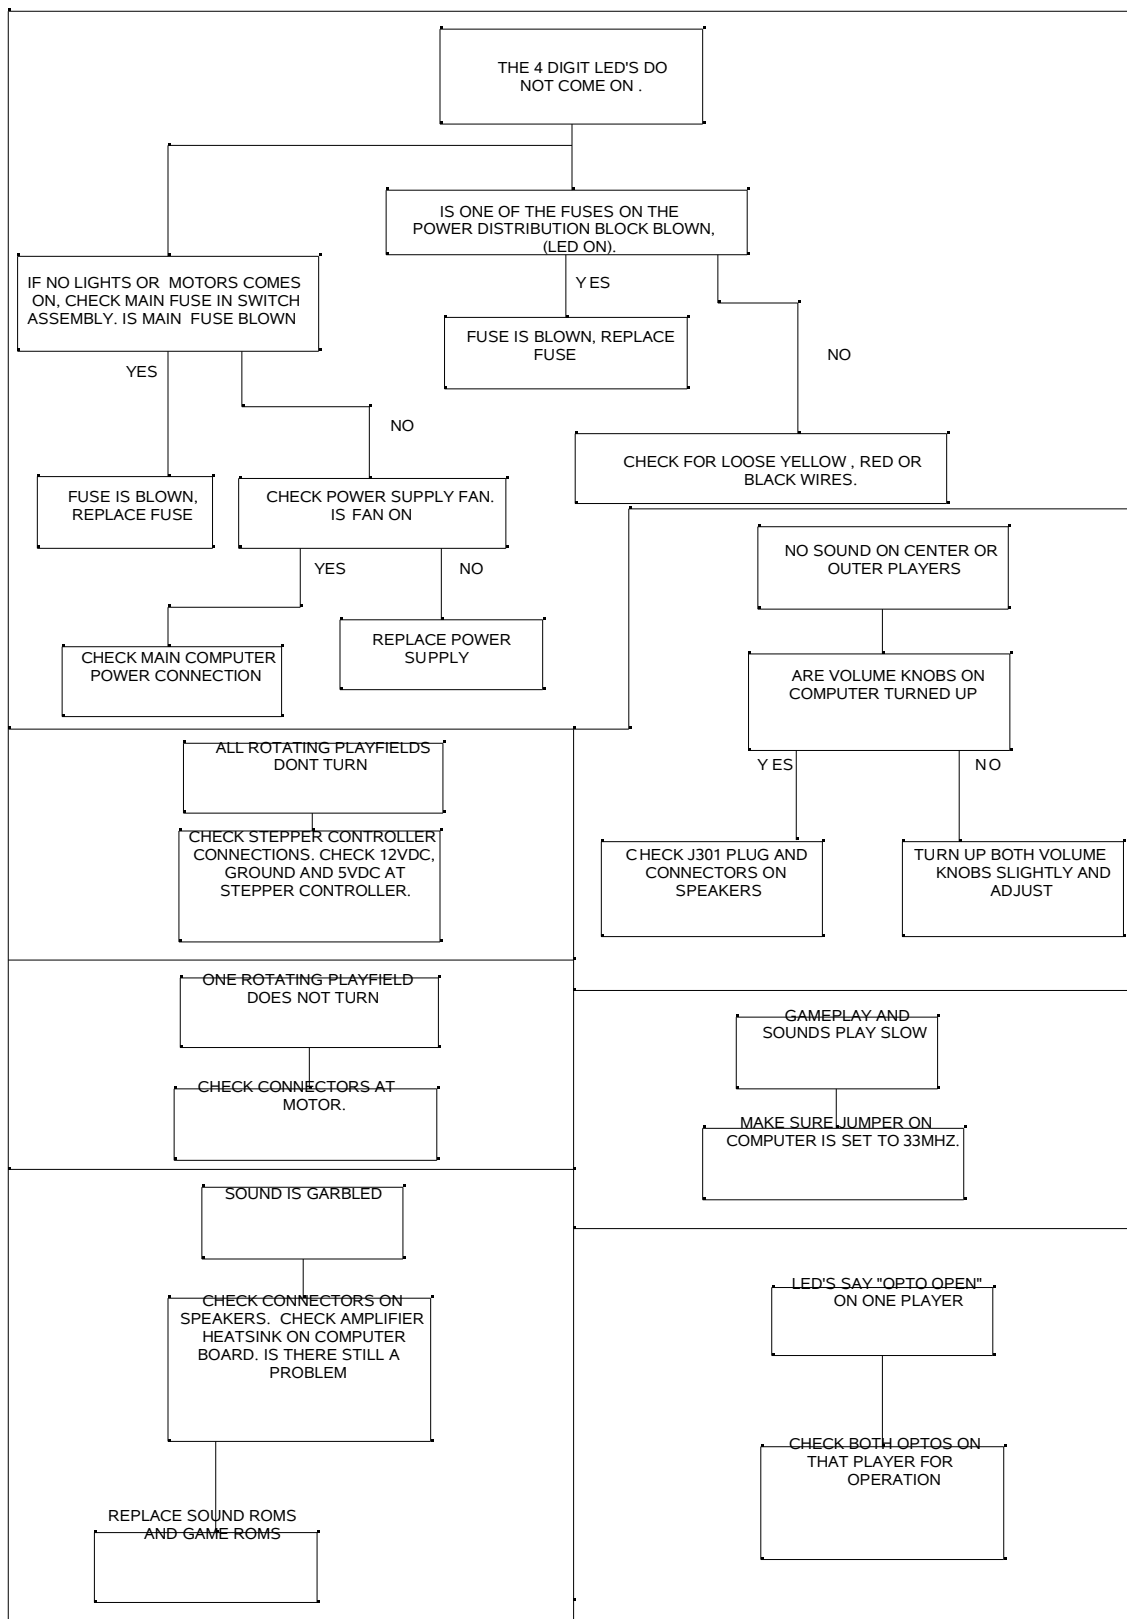 THE 4 DIGIT LED'S DO
NOT COME ON .
IS ONE OF THE FUSES ON THE
POWER DISTRIBUTION BLOCK BLOWN,
(LED ON).
IF NO LIGHTS OR MOTORS COMES
ON, CHECK MAIN FUSE IN SWITCH
ASSEMBLY. IS MAIN FUSE BLOWN
YES
FUSE IS BLOWN, REPLACE
FUSE
NO
YES
NO
CHECK FOR LOOSE YELLOW , RED OR
BLACK WIRES.
FUSE IS BLOWN,
REPLACE FUSE
CHECK POWER SUPPLY FAN.
IS FAN ON
YES
NO
CHECK MAIN COMPUTER
POWER CONNECTION
REPLACE POWER
SUPPLY
NO SOUND ON CENTER OR
OUTER PLAYERS
ARE VOLUME KNOBS ON
COMPUTER TURNED UP
YES
NO
CHECK J301 PLUG AND
CONNECTORS ON
SPEAKERS
TURN UP BOTH VOLUME
KNOBS SLIGHTLY AND
ADJUST
ALL ROTATING PLAYFIELDS
DONT TURN
CHECK STEPPER CONTROLLER
CONNECTIONS. CHECK 12VDC,
GROUND AND 5VDC AT
STEPPER CONTROLLER.
ONE ROTATING PLAYFIELD
DOES NOT TURN
CHECK CONNECTORS AT
MOTOR.
GAMEPLAY AND
SOUNDS PLAY SLOW
MAKE SURE JUMPER ON
COMPUTER IS SET TO 33MHZ.
SOUND IS GARBLED
CHECK CONNECTORS ON
SPEAKERS. CHECK AMPLIFIER
HEATSINK ON COMPUTER
BOARD. IS THERE STILL A
PROBLEM
REPLACE SOUND ROMS
AND GAME ROMS
LED'S SAY "OPTO OPEN"
ON ONE PLAYER
CHECK BOTH OPTOS ON
THAT PLAYER FOR
OPERATION